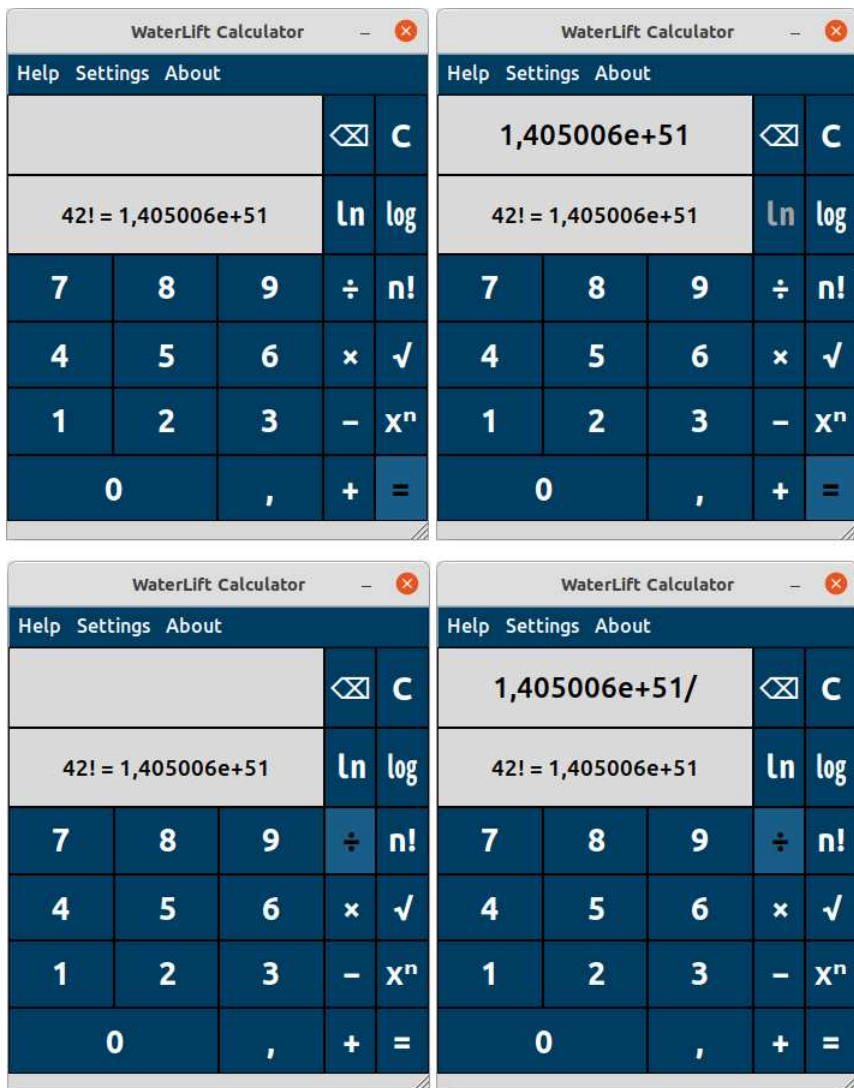 WaterLift Calculator –
Help Settings About
⌫ C
42! = 1,405006e+51 ln log
7 8 9 ÷ n!
4 5 6 × √
1 2 3 − xⁿ
0 , + =
WaterLift Calculator –
Help Settings About
1,405006e+51 ⌫ C
42! = 1,405006e+51 ln log
7 8 9 ÷ n!
4 5 6 × √
1 2 3 − xⁿ
0 , + =
WaterLift Calculator –
Help Settings About
⌫ C
42! = 1,405006e+51 ln log
7 8 9 ÷ n!
4 5 6 × √
1 2 3 − xⁿ
0 , + =
WaterLift Calculator –
Help Settings About
1,405006e+51/ ⌫ C
42! = 1,405006e+51 ln log
7 8 9 ÷ n!
4 5 6 × √
1 2 3 − xⁿ
0 , + =